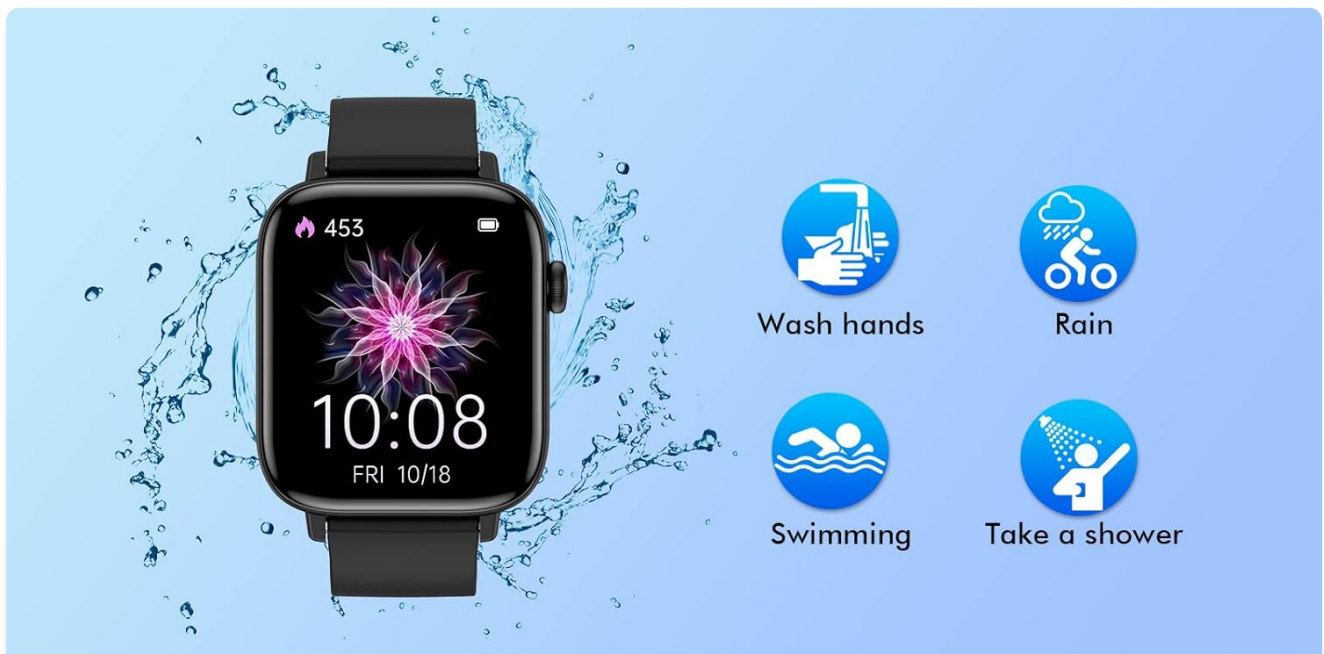 453
10:08
FRI 10/18
Wash hands
Rain
Swimming
Take a shower